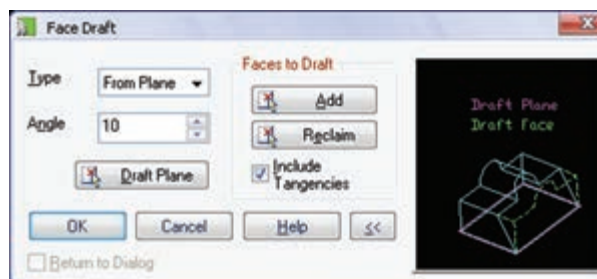 Face Draft
Type
From Plane
Angle
10
Draft Plane
Faces to Draft
Add
Reclaim
Include
Tangencies
OK
Cancel
Help
<<
Return to Dialog
Draft Plane
Draft Face